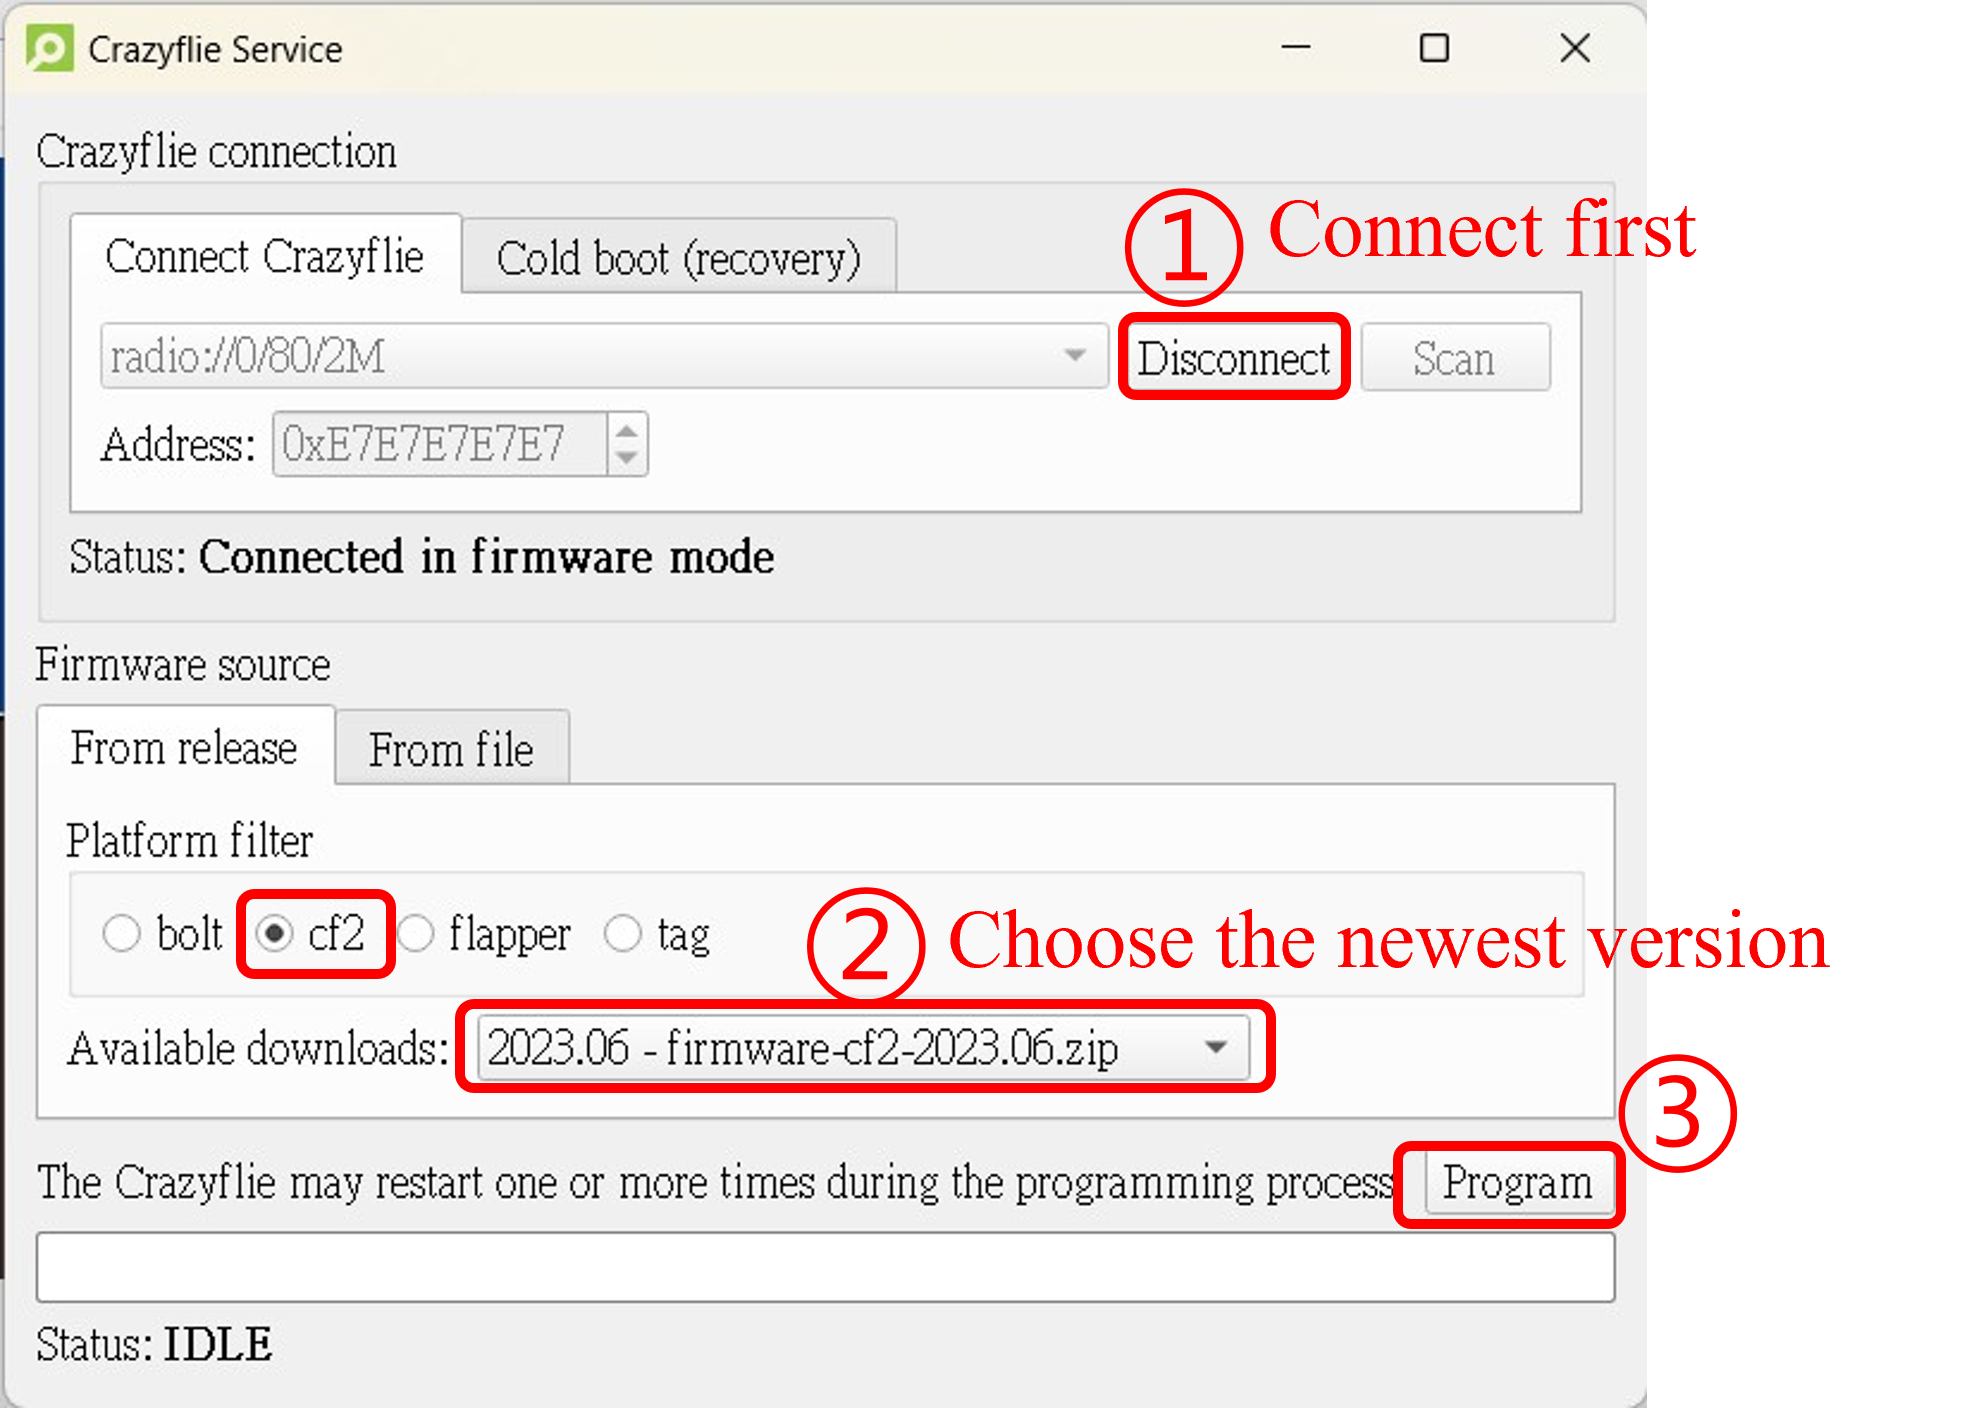 Crazyflie Service
Crazyflie connection
① Connect first
Connect Crazyflie Cold boot (recovery)
radio://0/80/2M Disconnect Scan
Address: 0xE7E7E7E7E7
Status: Connected in firmware mode
Firmware source
From release From file
Platform filter
bolt cf2 flapper tag ② Choose the newest version
Available downloads: 2023.06 - firmware-cf2-2023.06.zip
③
The Crazyflie may restart one or more times during the programming process Program
Status: IDLE